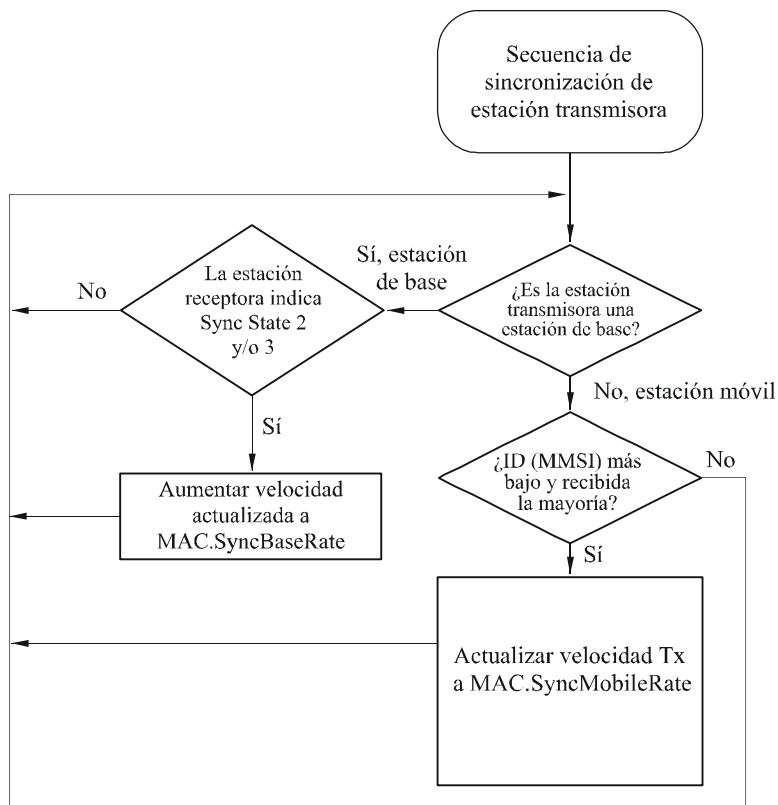 Secuencia de
sincronización de
estación transmisora
Sí, estación
de base
La estación
receptora indica
Sync State 2
y/o 3
No
¿Es la estación
transmisora una
estación de base?
No, estación móvil
Sí
¿ID (MMSI) más
bajo y recibida
la mayoría?
No
Aumentar velocidad
actualizada a
MAC.SyncBaseRate
Sí
Actualizar velocidad Tx
a MAC.SyncMobileRate